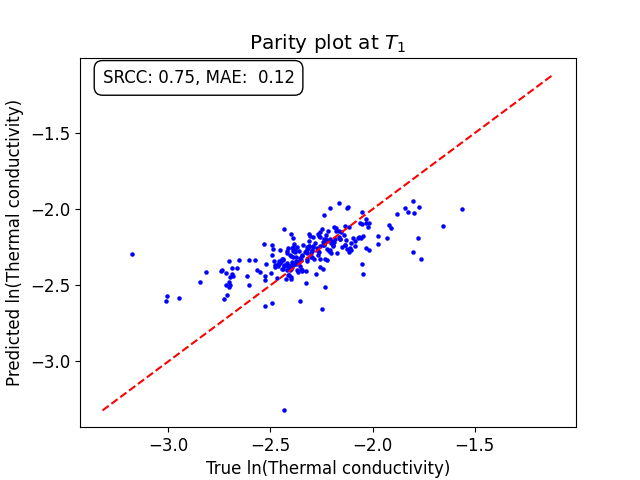 Parity plot at T₁
SRCC: 0.75, MAE:  0.12
Predicted ln(Thermal conductivity)
−1.5
−2.0
−2.5
−3.0
−3.0 −2.5 −2.0 −1.5
True ln(Thermal conductivity)